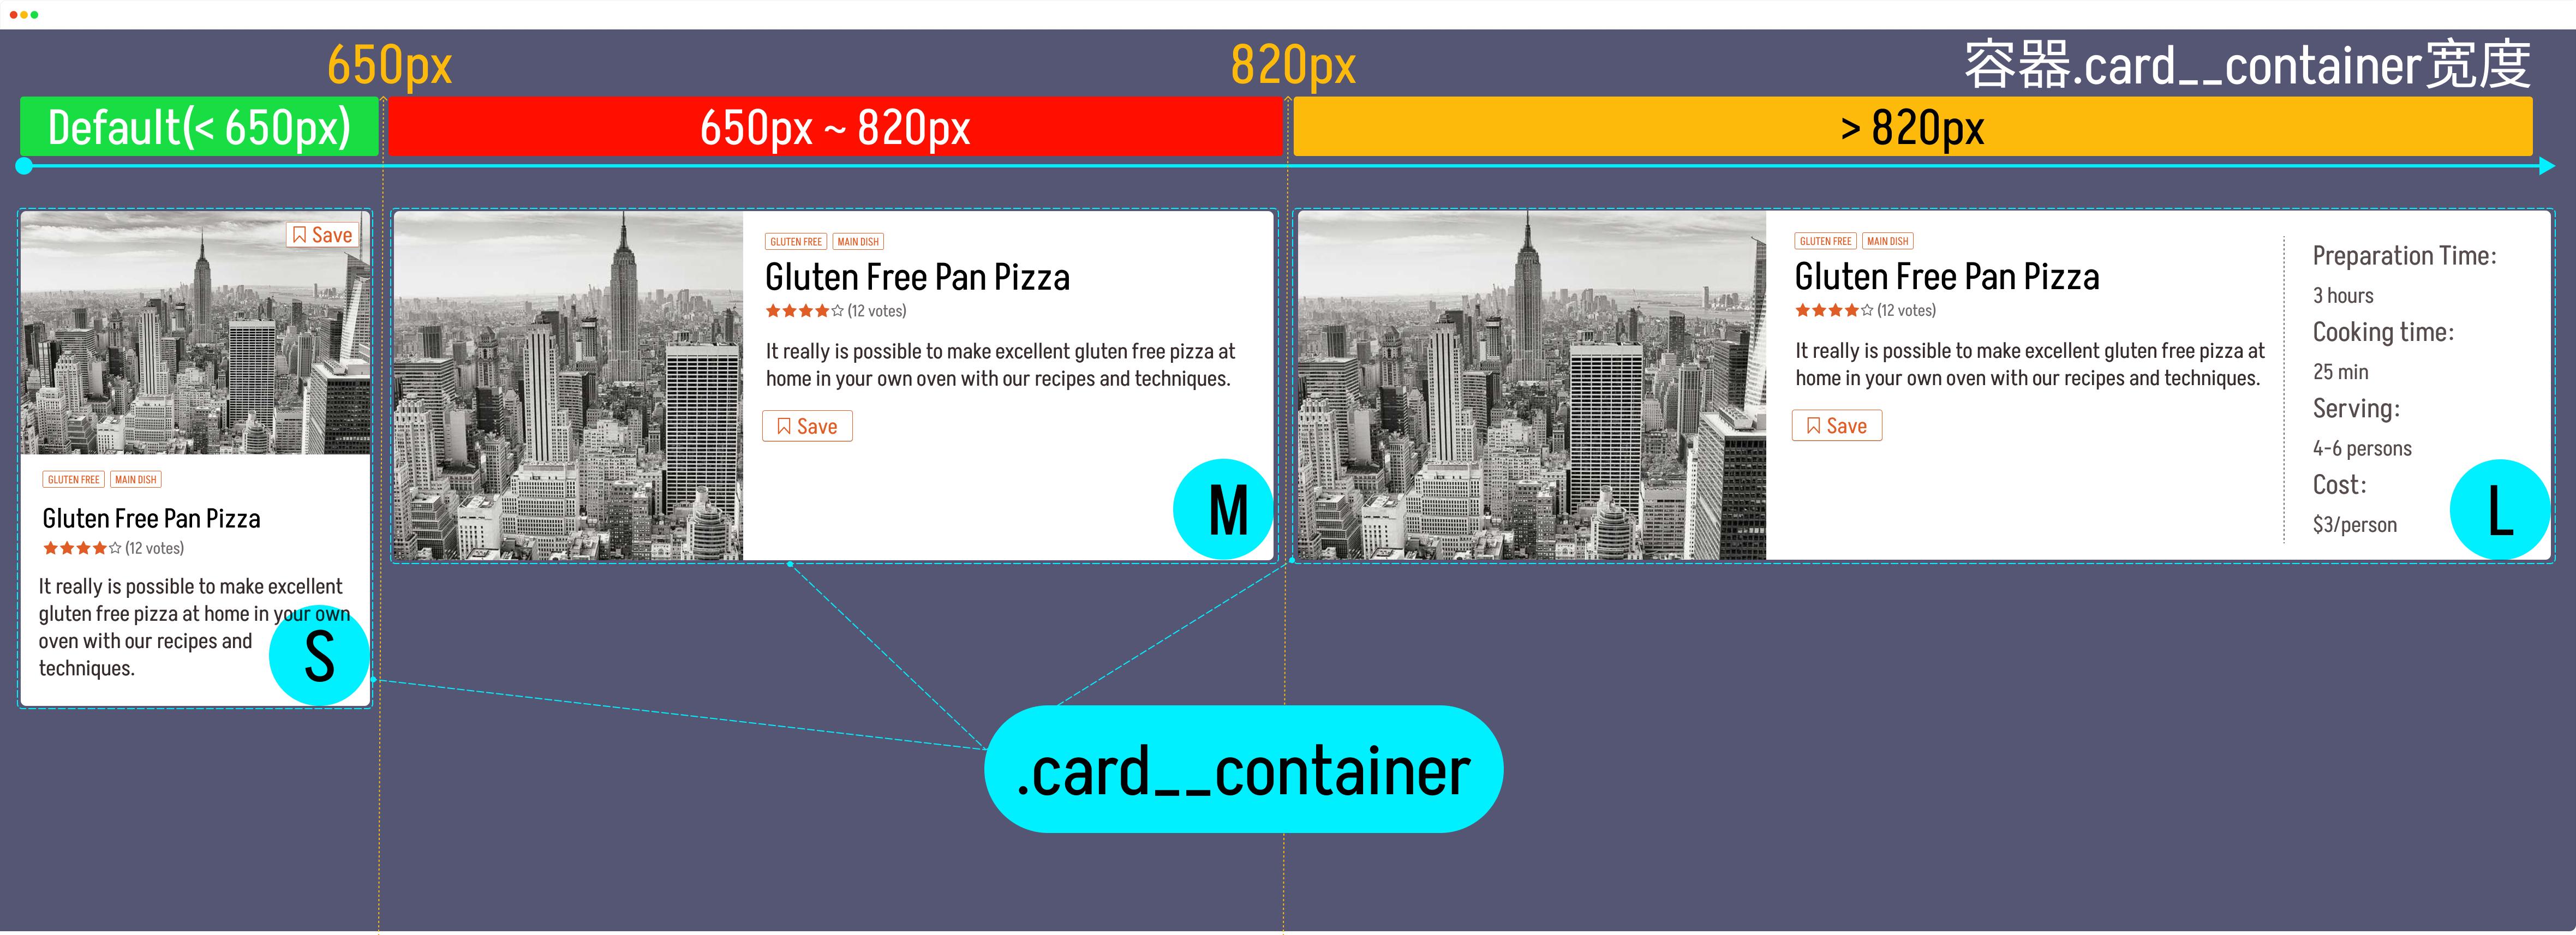 650px
820px
容器.card__container宽度
Default(< 650px)
650px ~ 820px
> 820px
Save
GLUTEN FREE
MAIN DISH
Gluten Free Pan Pizza
(12 votes)
It really is possible to make excellent
gluten free pizza at home in your own
oven with our recipes and
techniques.
S
GLUTEN FREE
MAIN DISH
Gluten Free Pan Pizza
(12 votes)
It really is possible to make excellent gluten free pizza at
home in your own oven with our recipes and techniques.
Save
M
GLUTEN FREE
MAIN DISH
Gluten Free Pan Pizza
(12 votes)
It really is possible to make excellent gluten free pizza at
home in your own oven with our recipes and techniques.
Save
Preparation Time:
3 hours
Cooking time:
25 min
Serving:
4-6 persons
Cost:
$3/person
L
.card__container